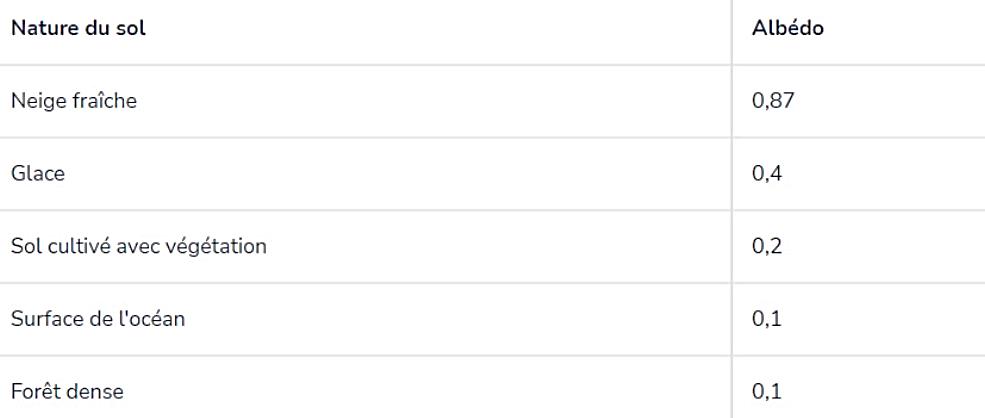 Nature du sol Albédo
Neige fraîche 0,87
Glace 0,4
Sol cultivé avec végétation 0,2
Surface de l'océan 0,1
Forêt dense 0,1